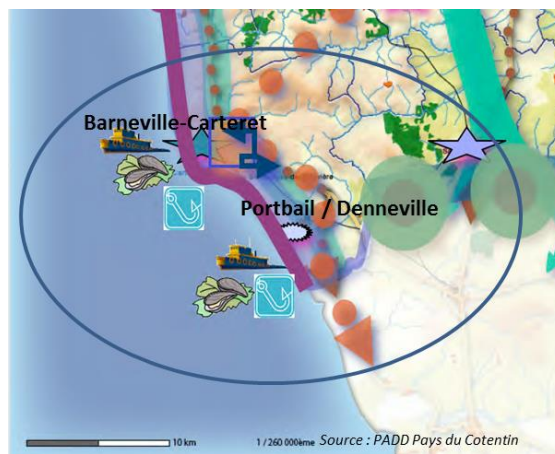 Barneville-Carteret
Portbail / Denneville
10 km
1 / 260 000ème
Source : PADD Pays du Cotentin